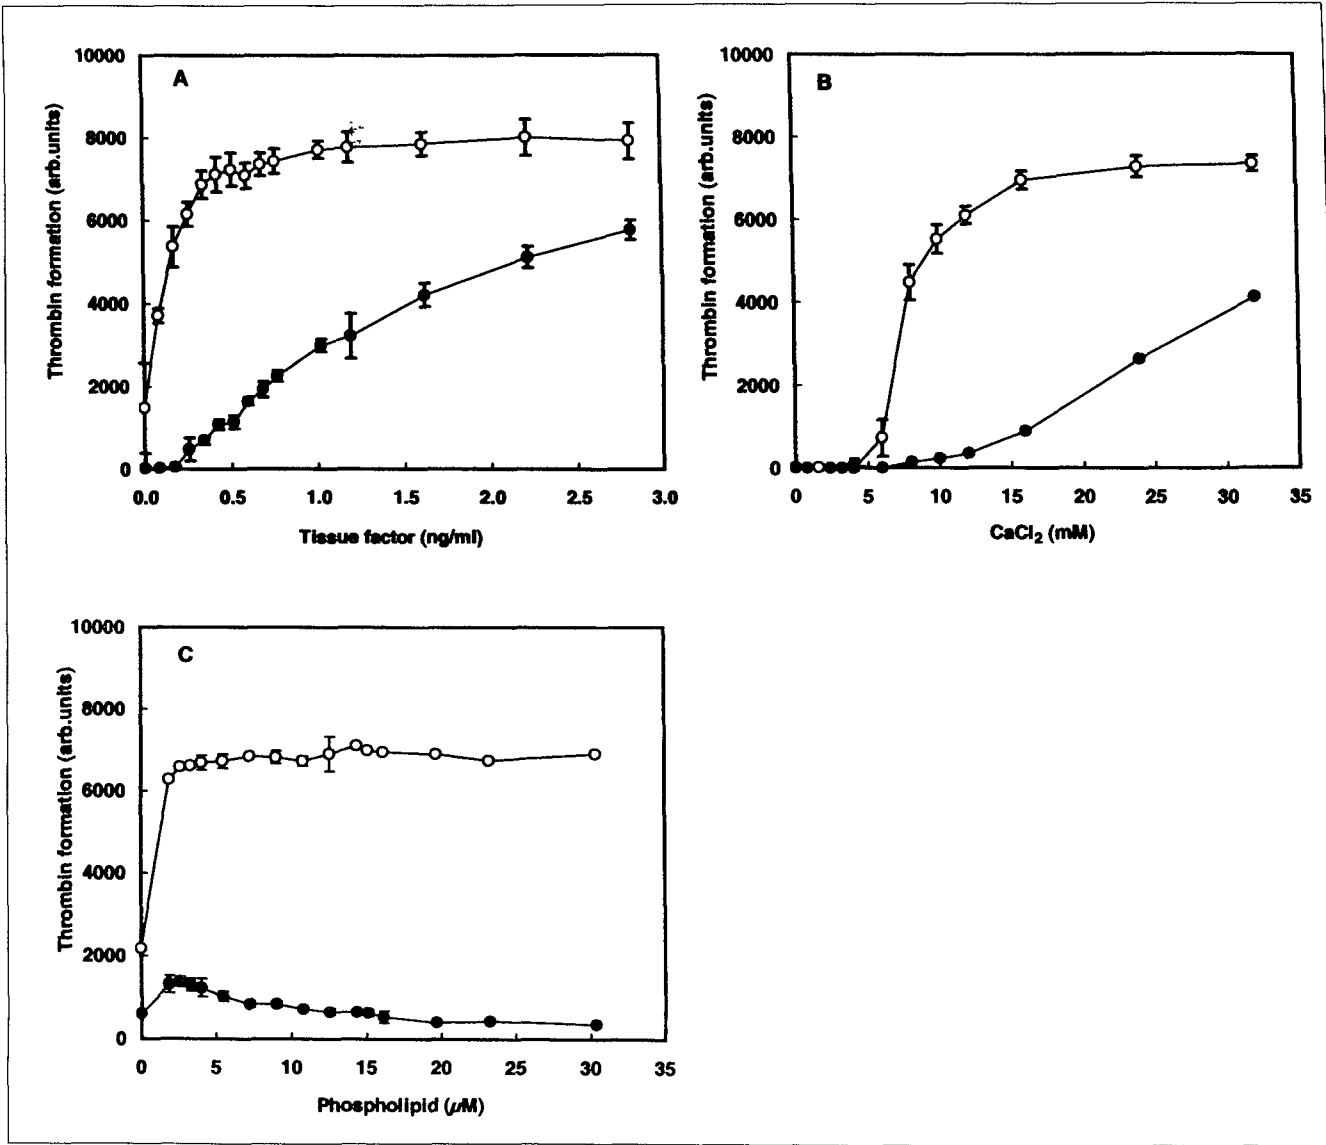 A
Thrombin formation (arb.units)
10000
8000
6000
4000
2000
0
0.0 0.5 1.0 1.5 2.0 2.5 3.0
Tissue factor (ng/ml)
B
Thrombin formation (arb.units)
10000
8000
6000
4000
2000
0
0 5 10 15 20 25 30 35
CaCl₂ (mM)
C
Thrombin formation (arb.units)
10000
8000
6000
4000
2000
0
0 5 10 15 20 25 30 35
Phospholipid (μM)